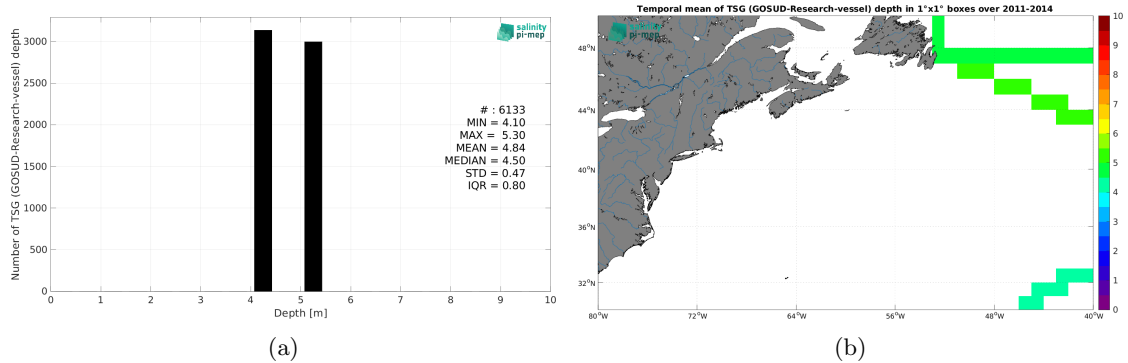 salinity
pi-mep
Number of TSG (GOSUD-Research-vessel) depth
3000
2500
2000
1500
1000
500
0
# : 6133
MIN = 4.10
MAX = 5.30
MEAN = 4.84
MEDIAN = 4.50
STD = 0.47
IQR = 0.80
0 1 2 3 4 5 6 7 8 9 10
Depth [m]
(a)
Temporal mean of TSG (GOSUD-Research-vessel) depth in 1°x1° boxes over 2011-2014
salinity
pi-mep
48°N
44°N
40°N
36°N
32°N
80°W 72°W 64°W 56°W 48°W 40°W
10
9
8
7
6
5
4
3
2
1
0
(b)